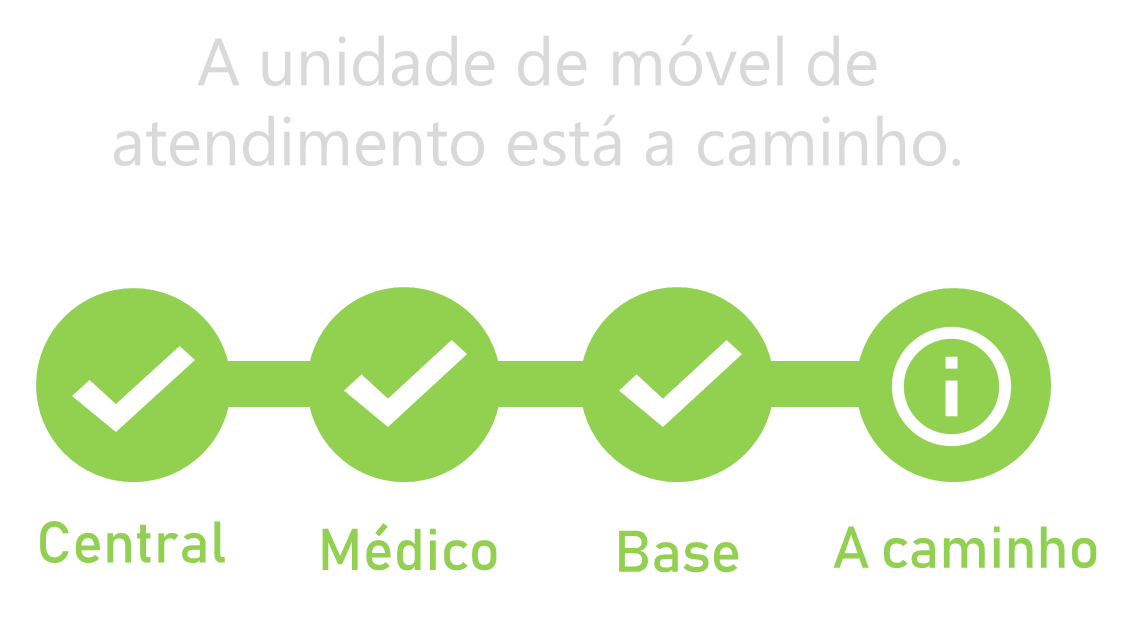 A unidade de móvel de
atendimento está a caminho.
Central Médico Base A caminho